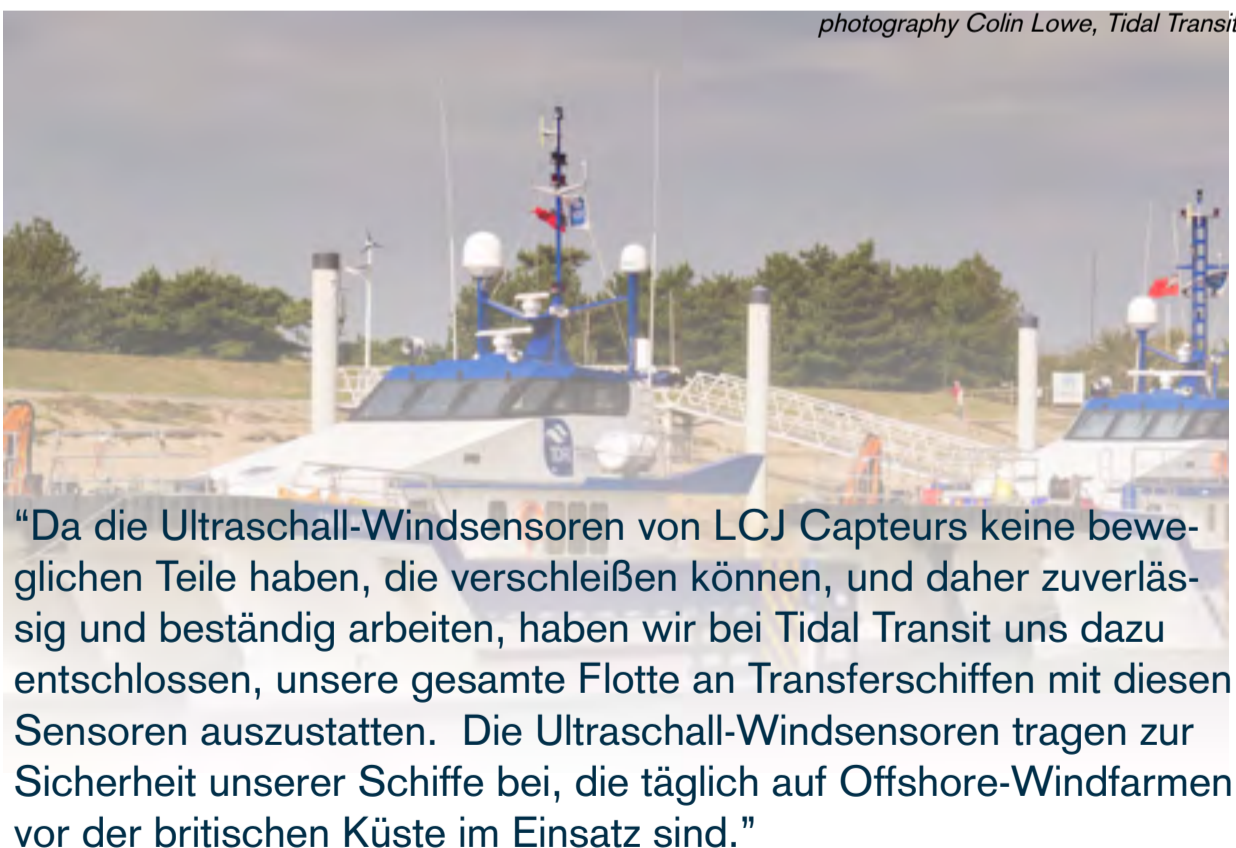 photography Colin Lowe, Tidal Transit
“Da die Ultraschall-Windsensoren von LCJ Capteurs keine bewe-
glichen Teile haben, die verschleißen können, und daher zuverläs-
sig und beständig arbeiten, haben wir bei Tidal Transit uns dazu
entschlossen, unsere gesamte Flotte an Transferschiffen mit diesen
Sensoren auszustatten.  Die Ultraschall-Windsensoren tragen zur
Sicherheit unserer Schiffe bei, die täglich auf Offshore-Windfarmen
vor der britischen Küste im Einsatz sind.”